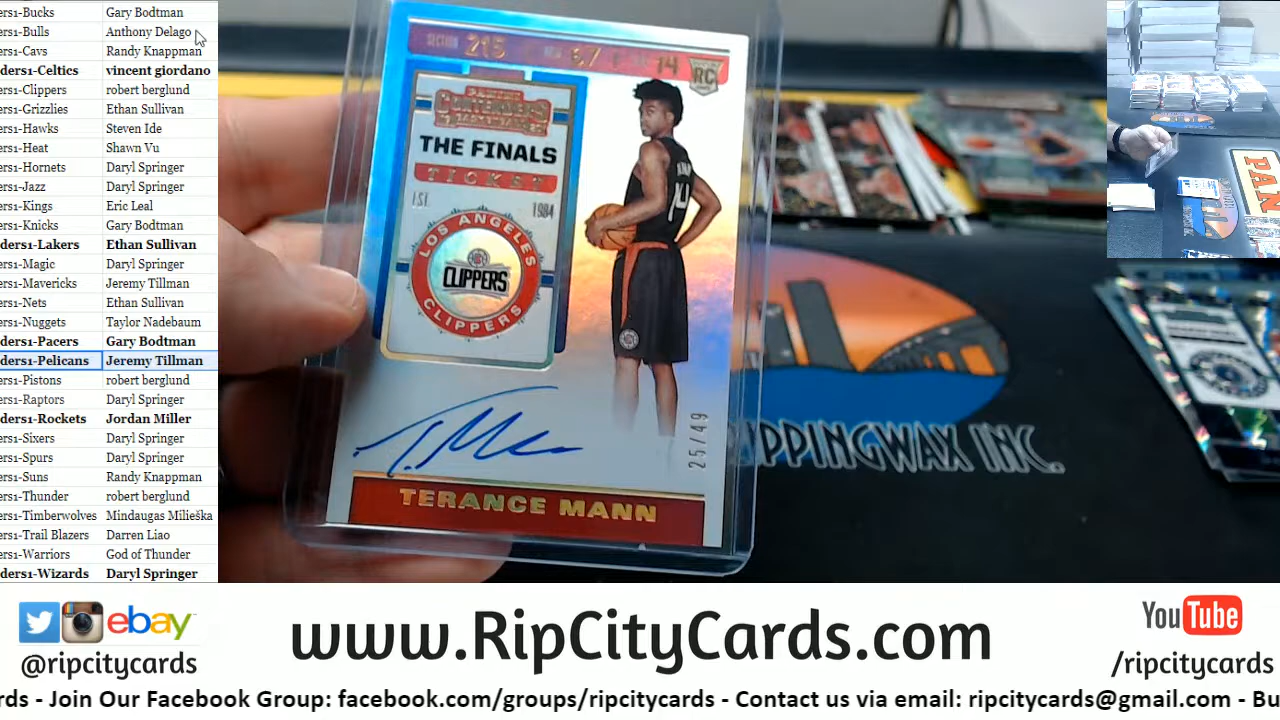 ers1-Bucks Gary Bodtman
ers1-Bulls Anthony Delago
ers1-Cavs Randy Knappman
ders1-Celtics vincent giordano
ers1-Clippers robert berglund
ers1-Grizzlies Ethan Sullivan
ers1-Hawks Steven Ide
ers1-Heat Shawn Vu
ers1-Hornets Daryl Springer
ers1-Jazz Daryl Springer
ers1-Kings Eric Leal
ers1-Knicks Gary Bodtman
ders1-Lakers Ethan Sullivan
ers1-Magic Daryl Springer
ers1-Mavericks Jeremy Tillman
ers1-Nets Ethan Sullivan
ers1-Nuggets Taylor Nadebaum
ders1-Pacers Gary Bodtman
ders1-Pelicans Jeremy Tillman
ers1-Pistons robert berglund
ers1-Raptors Daryl Springer
ders1-Rockets Jordan Miller
ers1-Sixers Daryl Springer
ers1-Spurs Daryl Springer
ers1-Suns Randy Knappman
ers1-Thunder robert berglund
ers1-Timberwolves Mindaugas Milieška
ers1-Trail Blazers Darren Liao
ers1-Warriors God of Thunder
ders1-Wizards Daryl Springer
SECTION 215 14
RC
PANINI
CONTENDERS
THE FINALS
TICKET
EST. 1984
LOS ANGELES
CLIPPERS
CLIPPERS
14
25/49
TERANCE MANN
PPINGWAX INC.
PAN
ebay
@ripcitycards
www.RipCityCards.com
YouTube
/ripcitycards
rds - Join Our Facebook Group: facebook.com/groups/ripcitycards - Contact us via email: ripcitycards@gmail.com - Bu